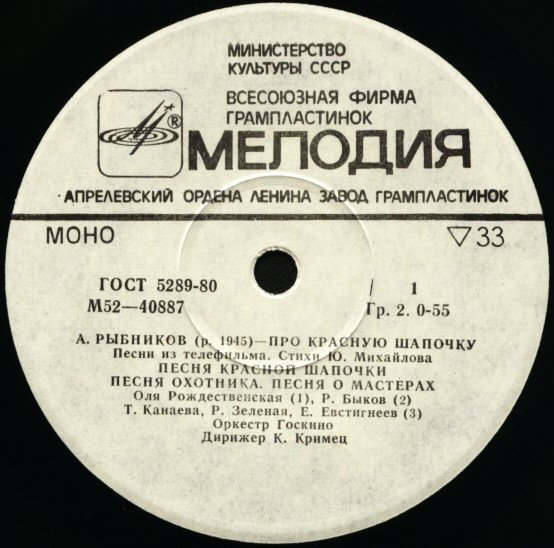 МИНИСТЕРСТВО
КУЛЬТУРЫ СССР
ВСЕСОЮЗНАЯ ФИРМА
ГРАМПЛАСТИНОК
® МЕЛОДИЯ
АПРЕЛЕВСКИЙ ОРДЕНА ЛЕНИНА ЗАВОД ГРАМПЛАСТИНОК
МОНО ▽ 33
ГОСТ 5289-80 / 1
М52—40887 Гр. 2. 0-55
А. РЫБНИКОВ (р. 1945)—ПРО КРАСНУЮ ШАПОЧКУ
Песни из телефильма. Стихи Ю. Михайлова
ПЕСНЯ КРАСНОЙ ШАПОЧКИ
ПЕСНЯ ОХОТНИКА. ПЕСНЯ О МАСТЕРАХ
Оля Рождественская (1), Р. Быков (2)
Т. Канаева, Р. Зеленая, Е. Евстигнеев (3)
Оркестр Госкино
Дирижер К. Кримец